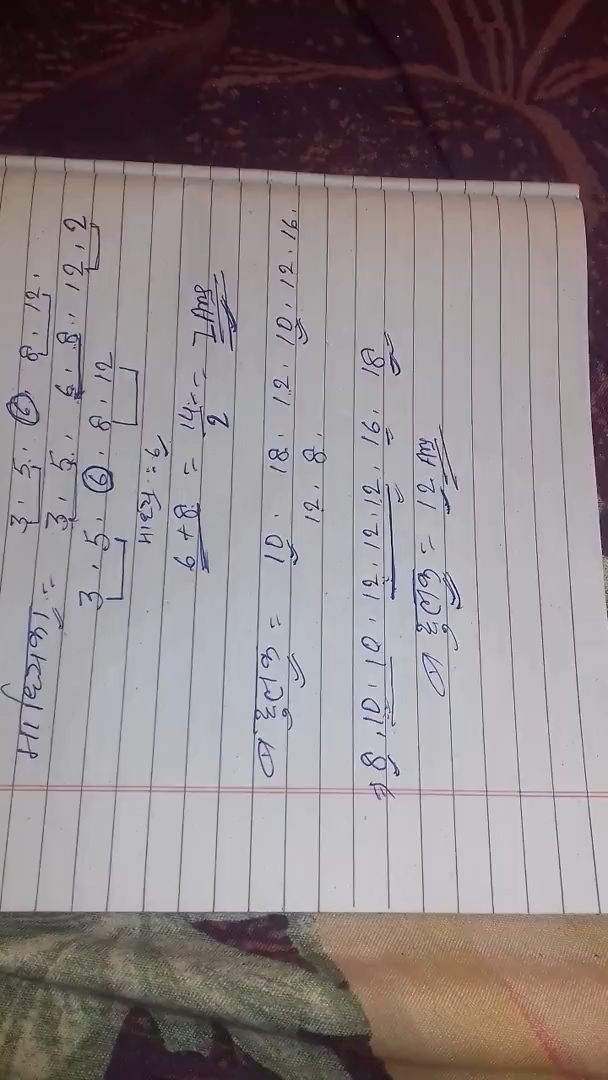 माध्यिका :- 3. 5. 6. 8. 12.
3. 5. 6. 8. 12. 2
3. 5. 6. 8. 12
माध्य :- 6
6+8 = 14 = 7 Ans
2
बहुलक = 10. 18. 12. 10. 12. 16.
12. 8.
⇒ 8. 10. 10. 12. 12. 12. 16. 18
बहुलक = 12 Ans